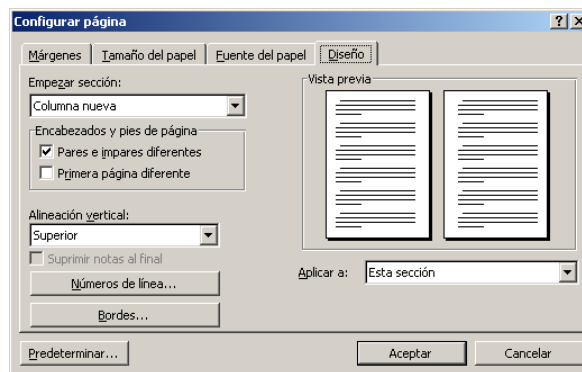 Configurar página
Márgenes
Tamaño del papel
Fuente del papel
Diseño
Empezar sección:
Columna nueva
Encabezados y pies de página
Pares e impares diferentes
Primera página diferente
Alineación vertical:
Superior
Suprimir notas al final
Números de línea...
Bordes...
Vista previa
Aplicar a:
Esta sección
Predeterminar...
Aceptar
Cancelar